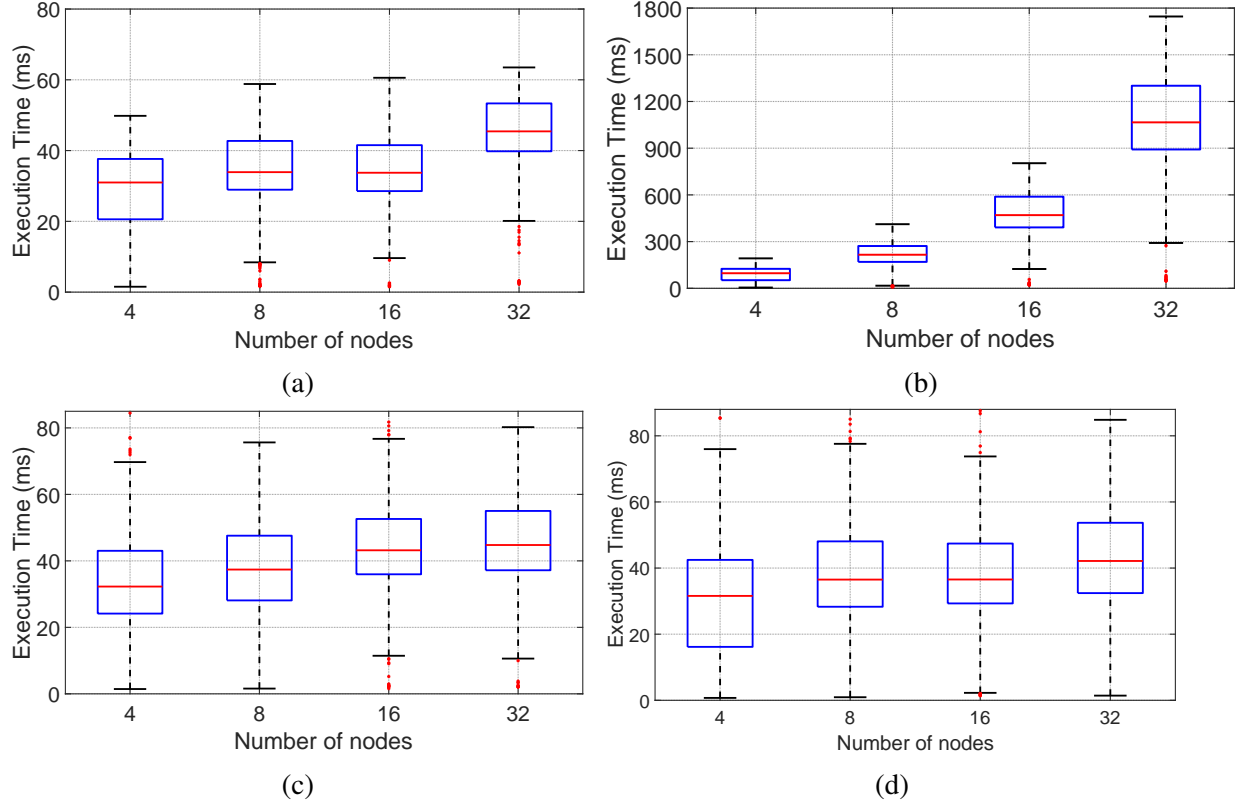 80
60
40
20
0
Execution Time (ms)
4 8 16 32
Number of nodes
(a)
1800
1500
1200
900
600
300
0
Execution Time (ms)
4 8 16 32
Number of nodes
(b)
80
60
40
20
0
Execution Time (ms)
4 8 16 32
Number of nodes
(c)
80
60
40
20
0
Execution Time (ms)
4 8 16 32
Number of nodes
(d)